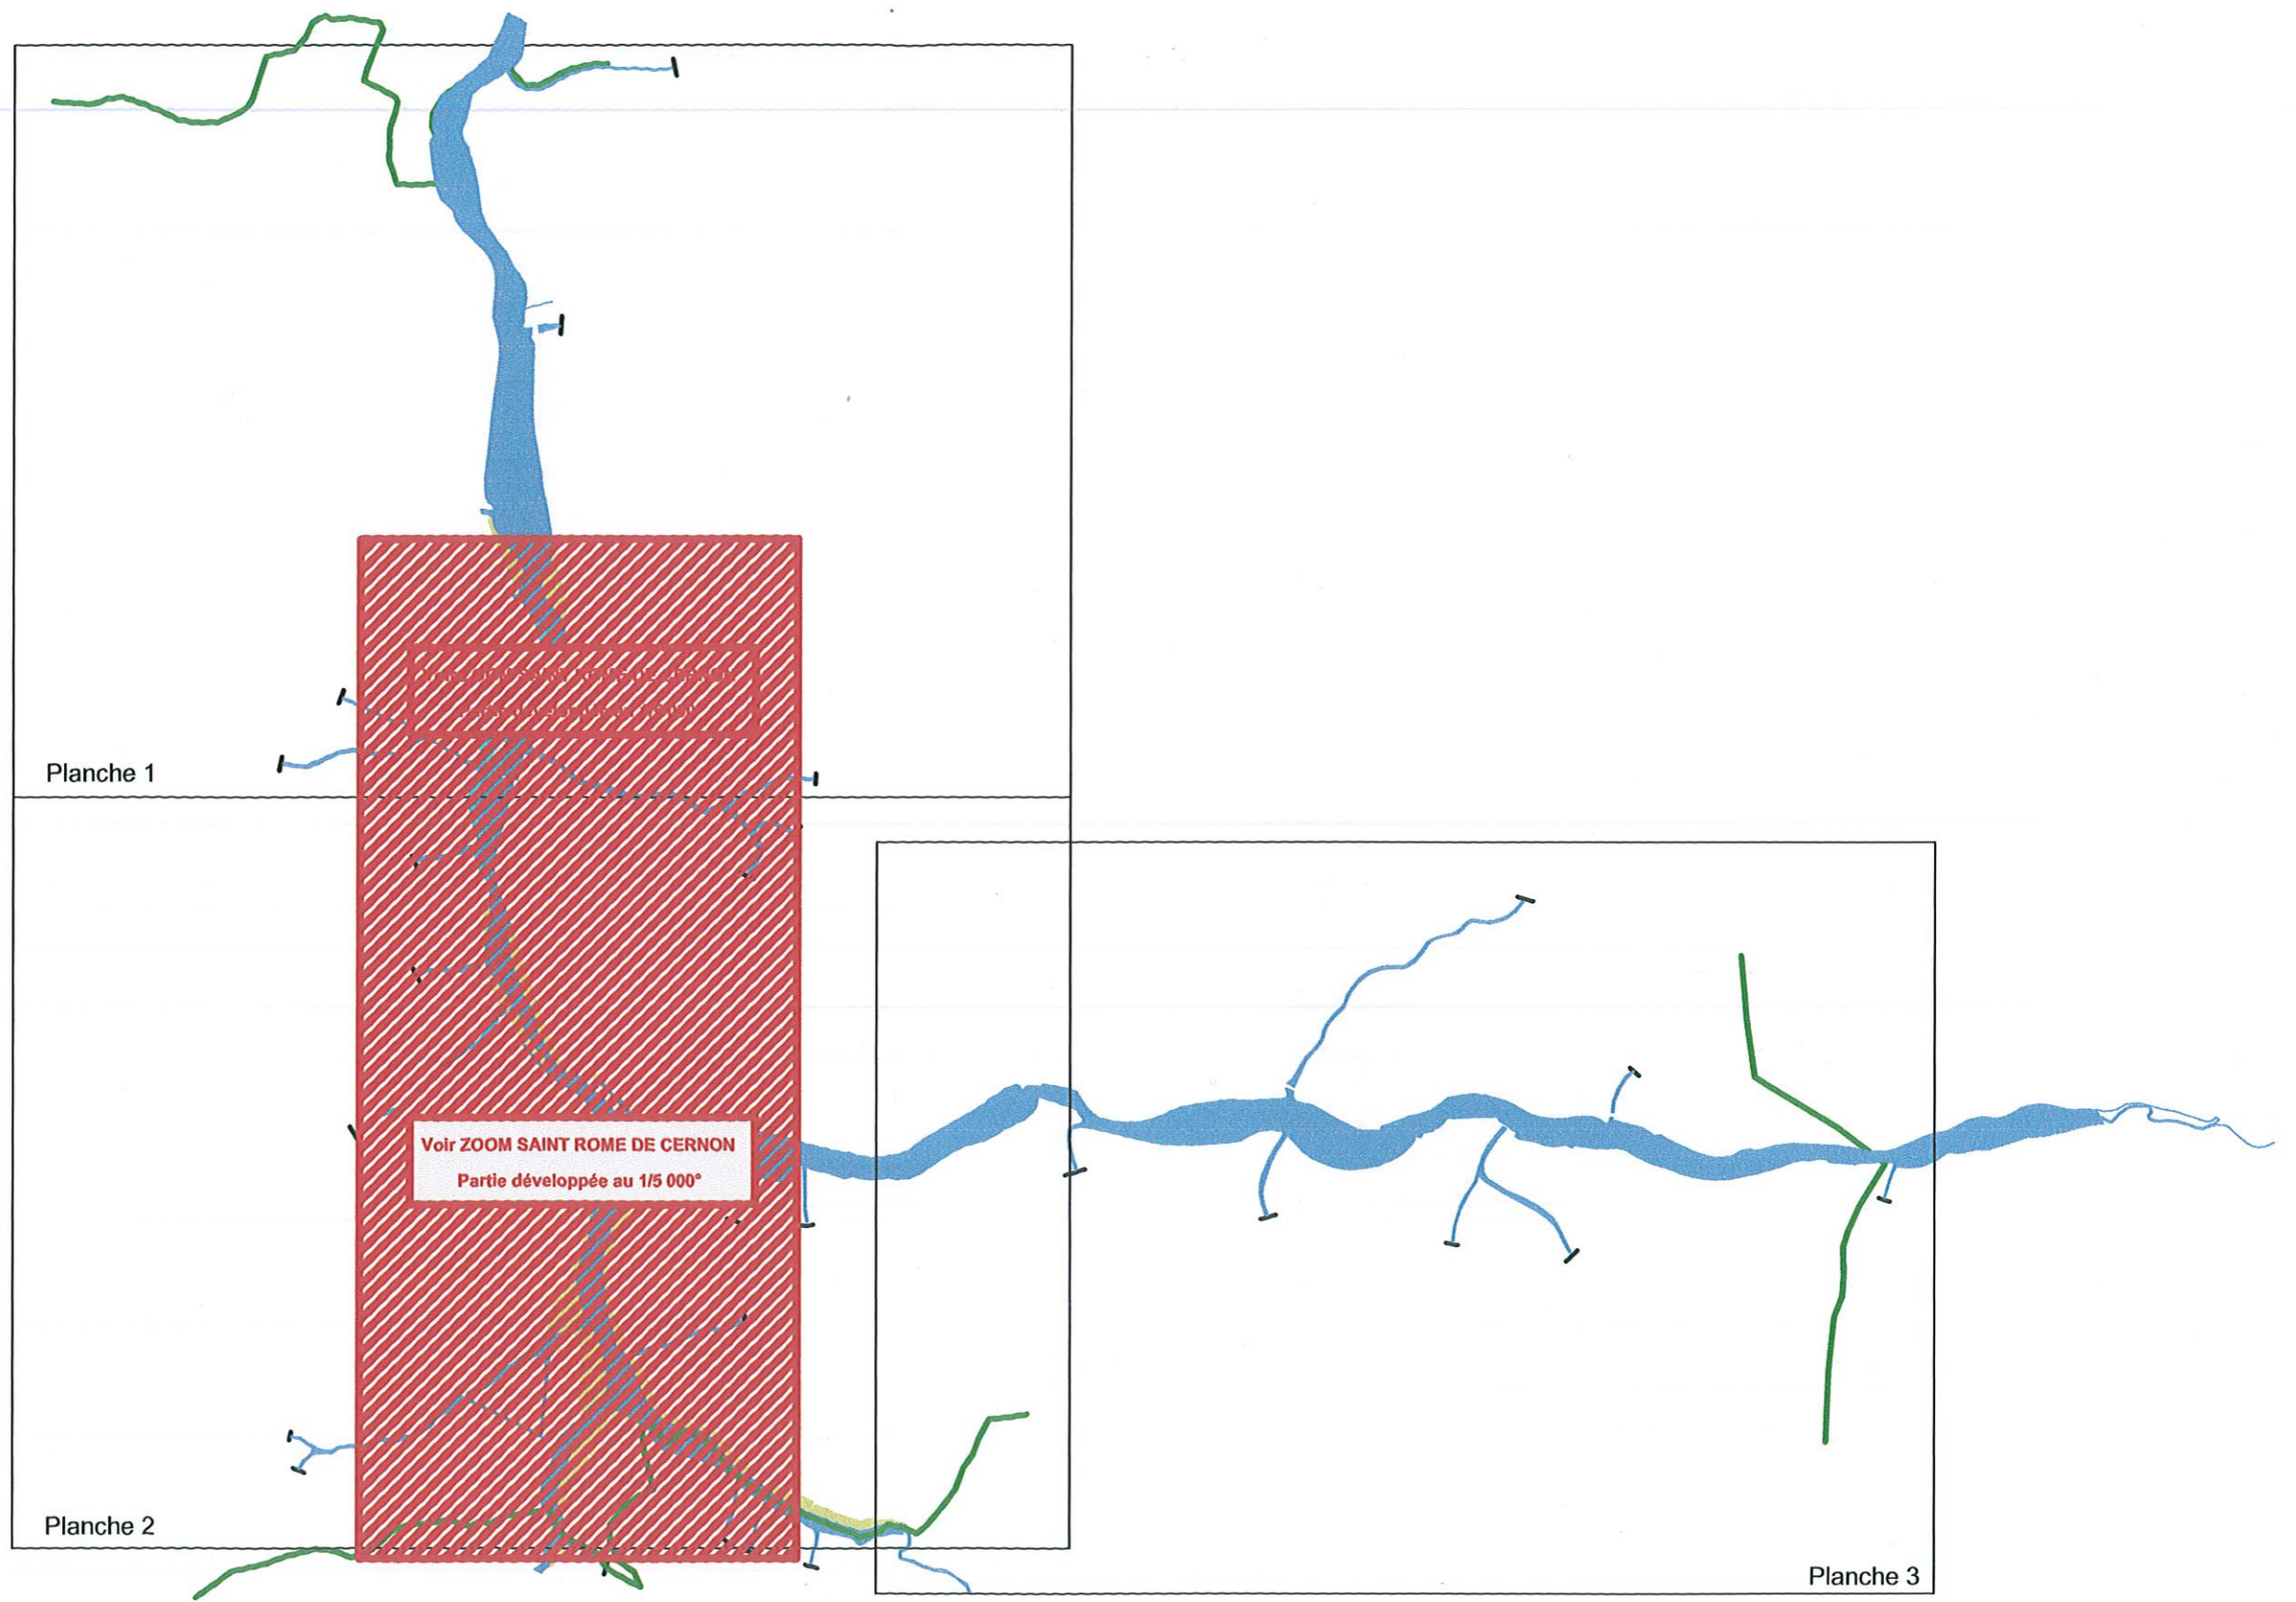 Planche 1
Voir ZOOM SAINT ROME DE CERNON
Partie développée au 1/5 000°
Planche 2
Planche 3